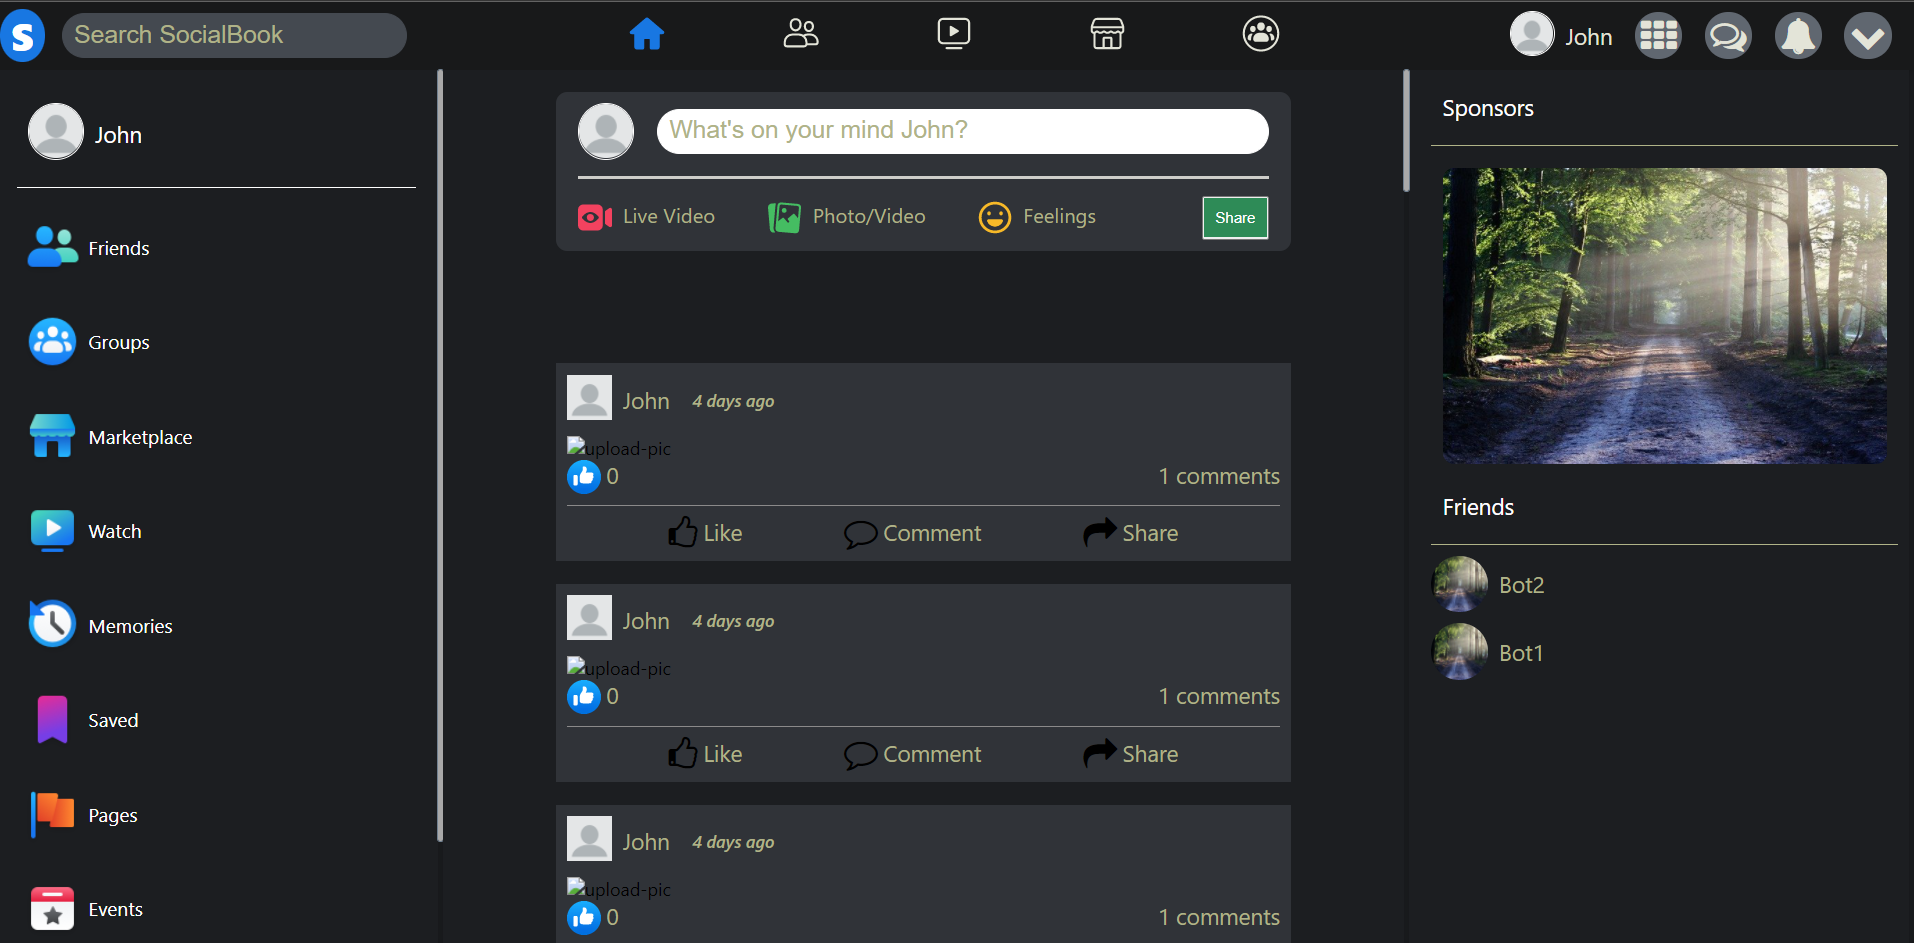 S
Search SocialBook
John
John
Friends
Groups
Marketplace
Watch
Memories
Saved
Pages
Events
What's on your mind John?
Live Video
Photo/Video
Feelings
Share
John 4 days ago
upload-pic
0 1 comments
Like Comment Share
John 4 days ago
upload-pic
0 1 comments
Like Comment Share
John 4 days ago
upload-pic
0 1 comments
Sponsors
Friends
Bot2
Bot1